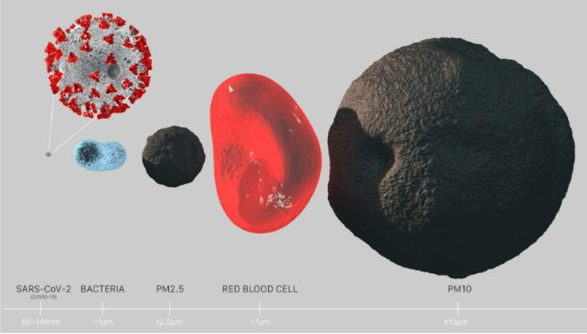 SARS-CoV-2 BACTERIA PM2.5 RED BLOOD CELL PM10
(COVID-19)
60–140nm ~1μm <2.5μm ~7μm ≤10μm